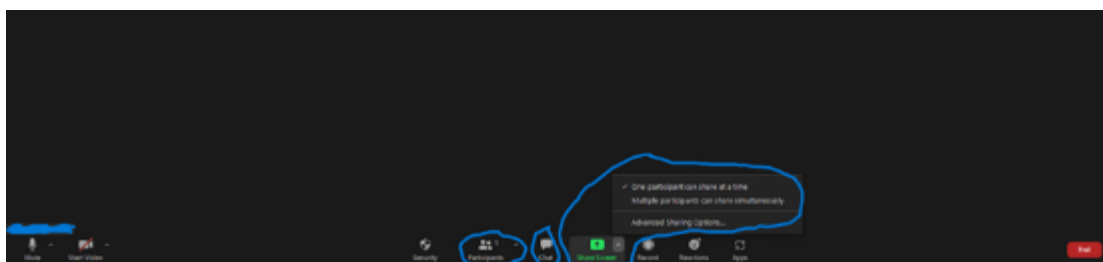 ✓ One participant can share at a time
Multiple participants can share simultaneously
Advanced Sharing Options...
1
Mute
Start Video
Security
Participants
Chat
Share Screen
Record
Reactions
Apps
End